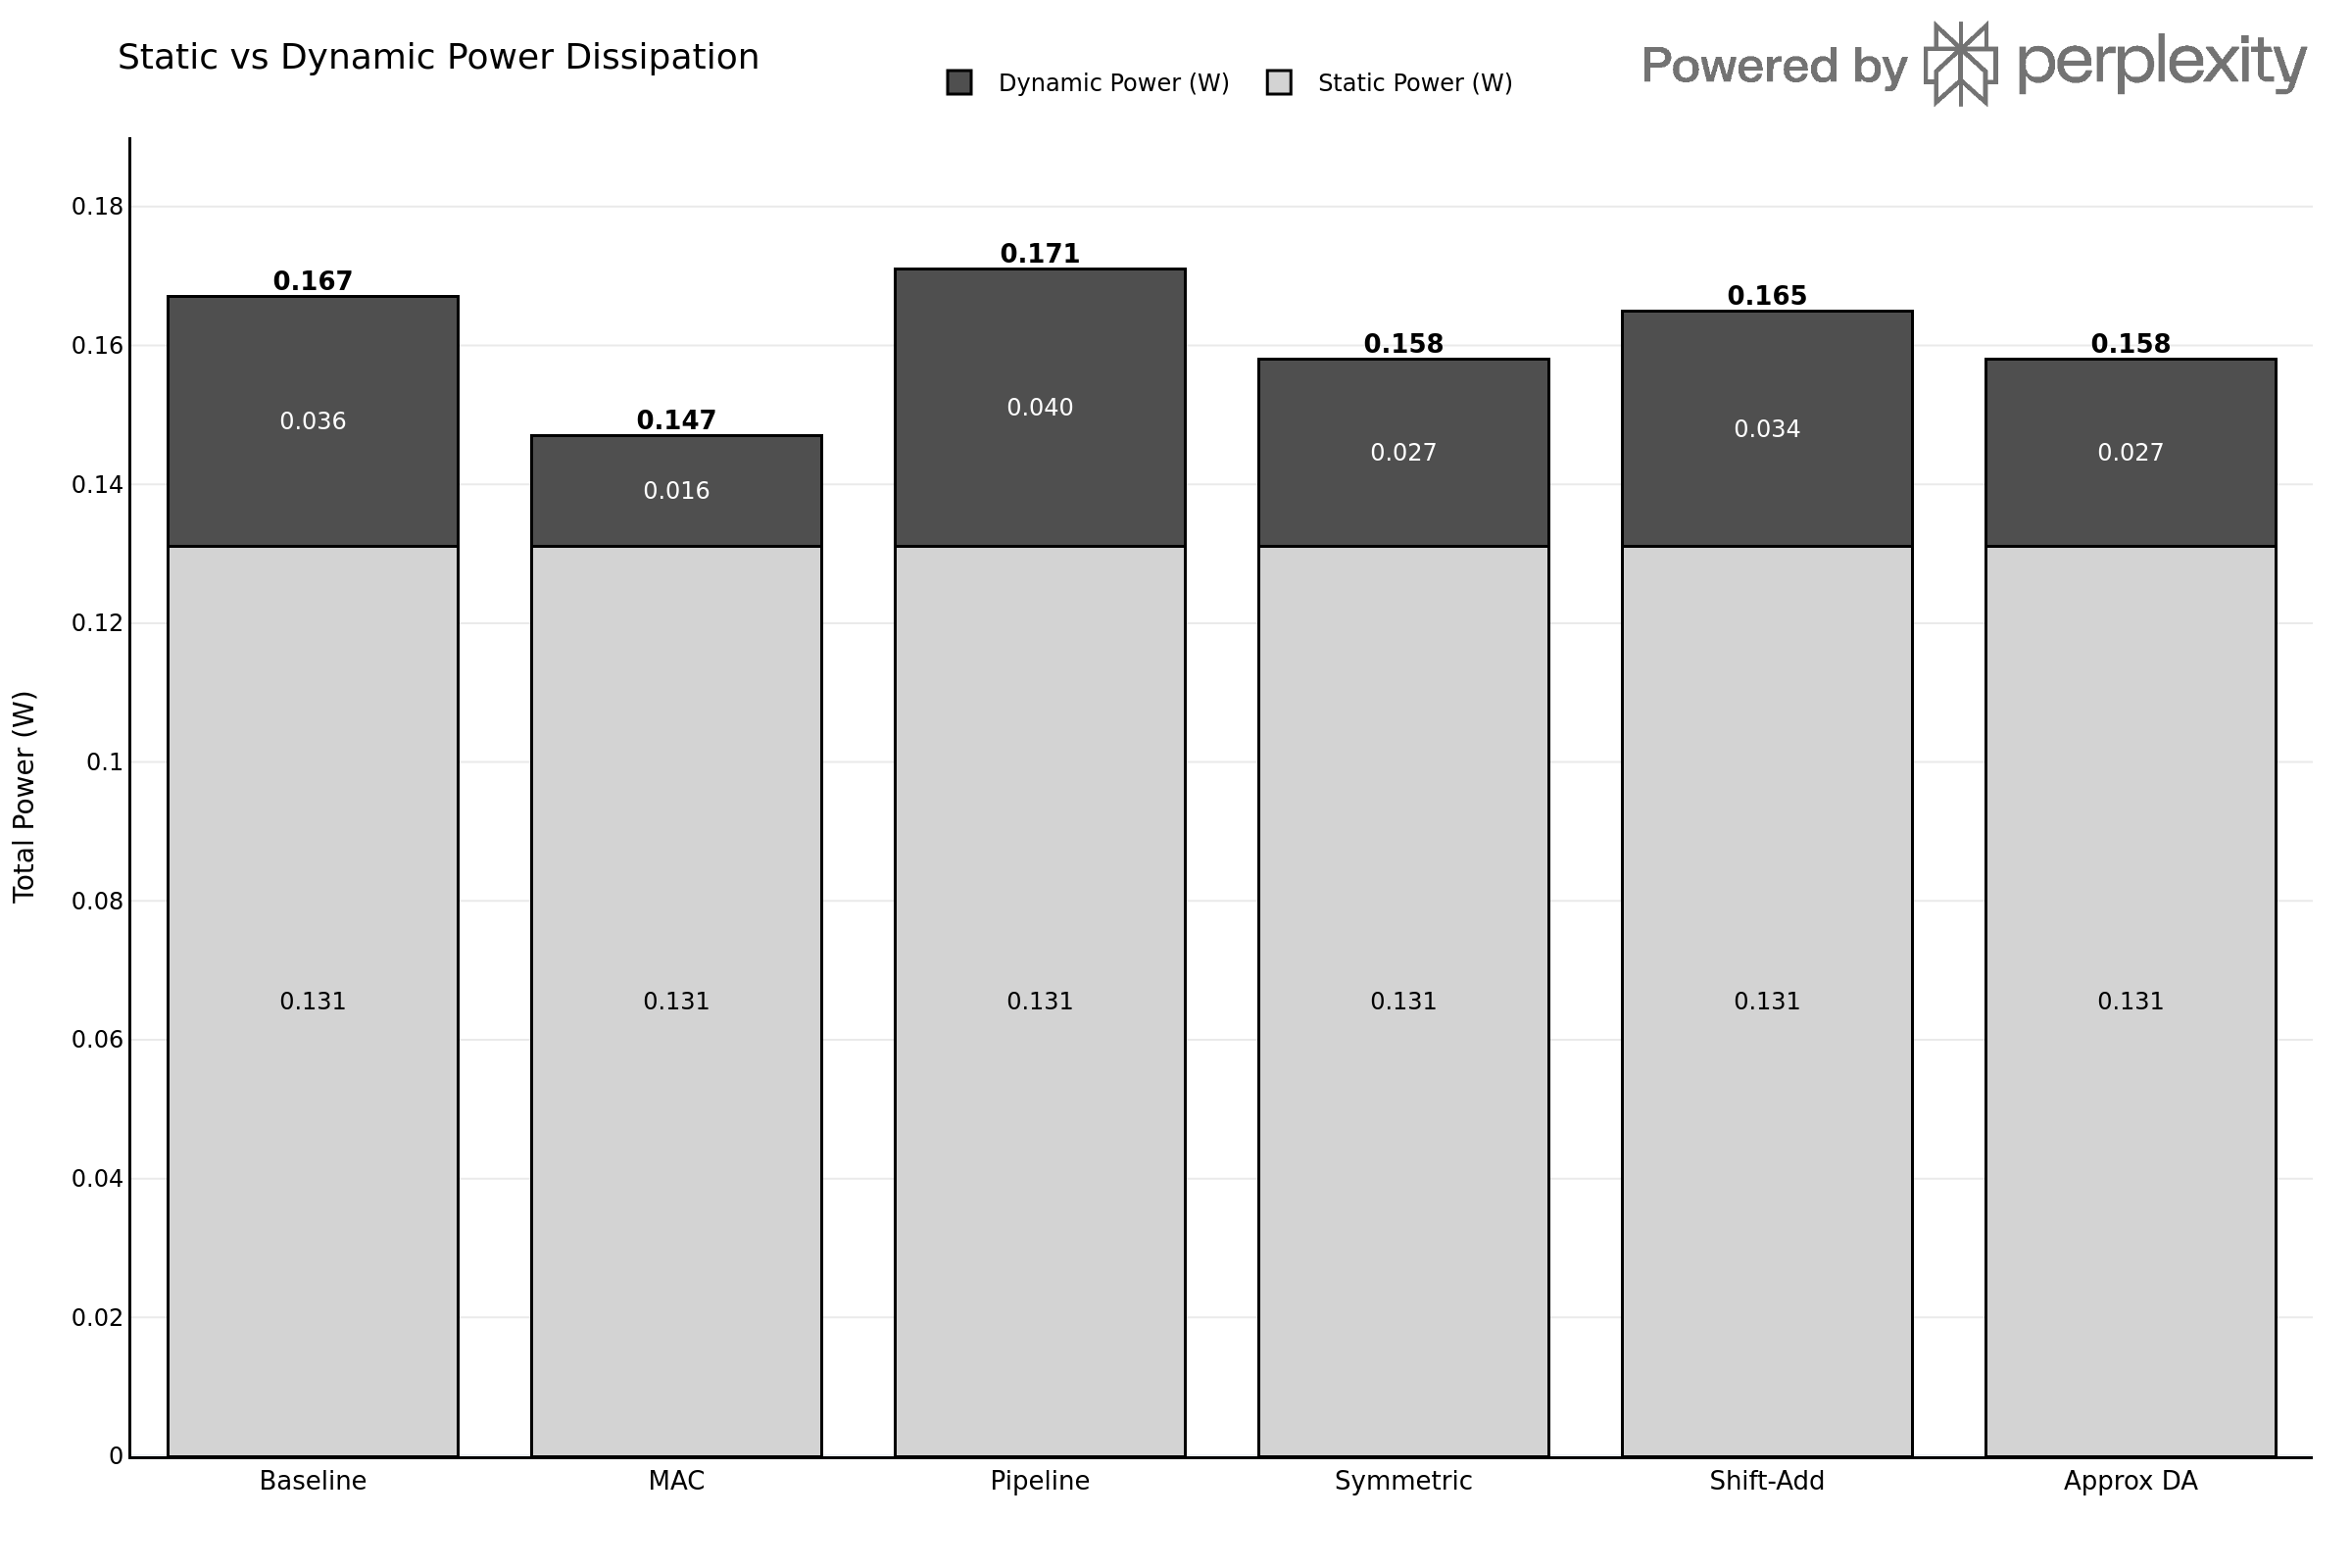 Static vs Dynamic Power Dissipation
Dynamic Power (W)
Static Power (W)
Powered by perplexity
Total Power (W)
0.18
0.16
0.14
0.12
0.1
0.08
0.06
0.04
0.02
0
0.167
0.147
0.171
0.158
0.165
0.158
0.036
0.016
0.040
0.027
0.034
0.027
0.131
0.131
0.131
0.131
0.131
0.131
Baseline
MAC
Pipeline
Symmetric
Shift-Add
Approx DA